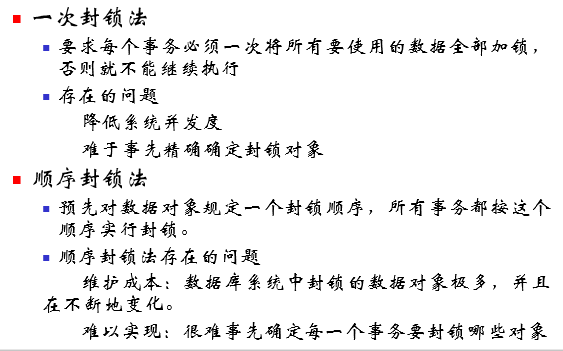 一次封锁法
要求每个事务必须一次将所有要使用的数据全部加锁，
否则就不能继续执行
存在的问题
降低系统并发度
难于事先精确确定封锁对象
顺序封锁法
预先对数据对象规定一个封锁顺序，所有事务都按这个
顺序实行封锁。
顺序封锁法存在的问题
维护成本：数据库系统中封锁的数据对象极多，并且
在不断地变化。
难以实现：很难事先确定每一个事务要封锁哪些对象